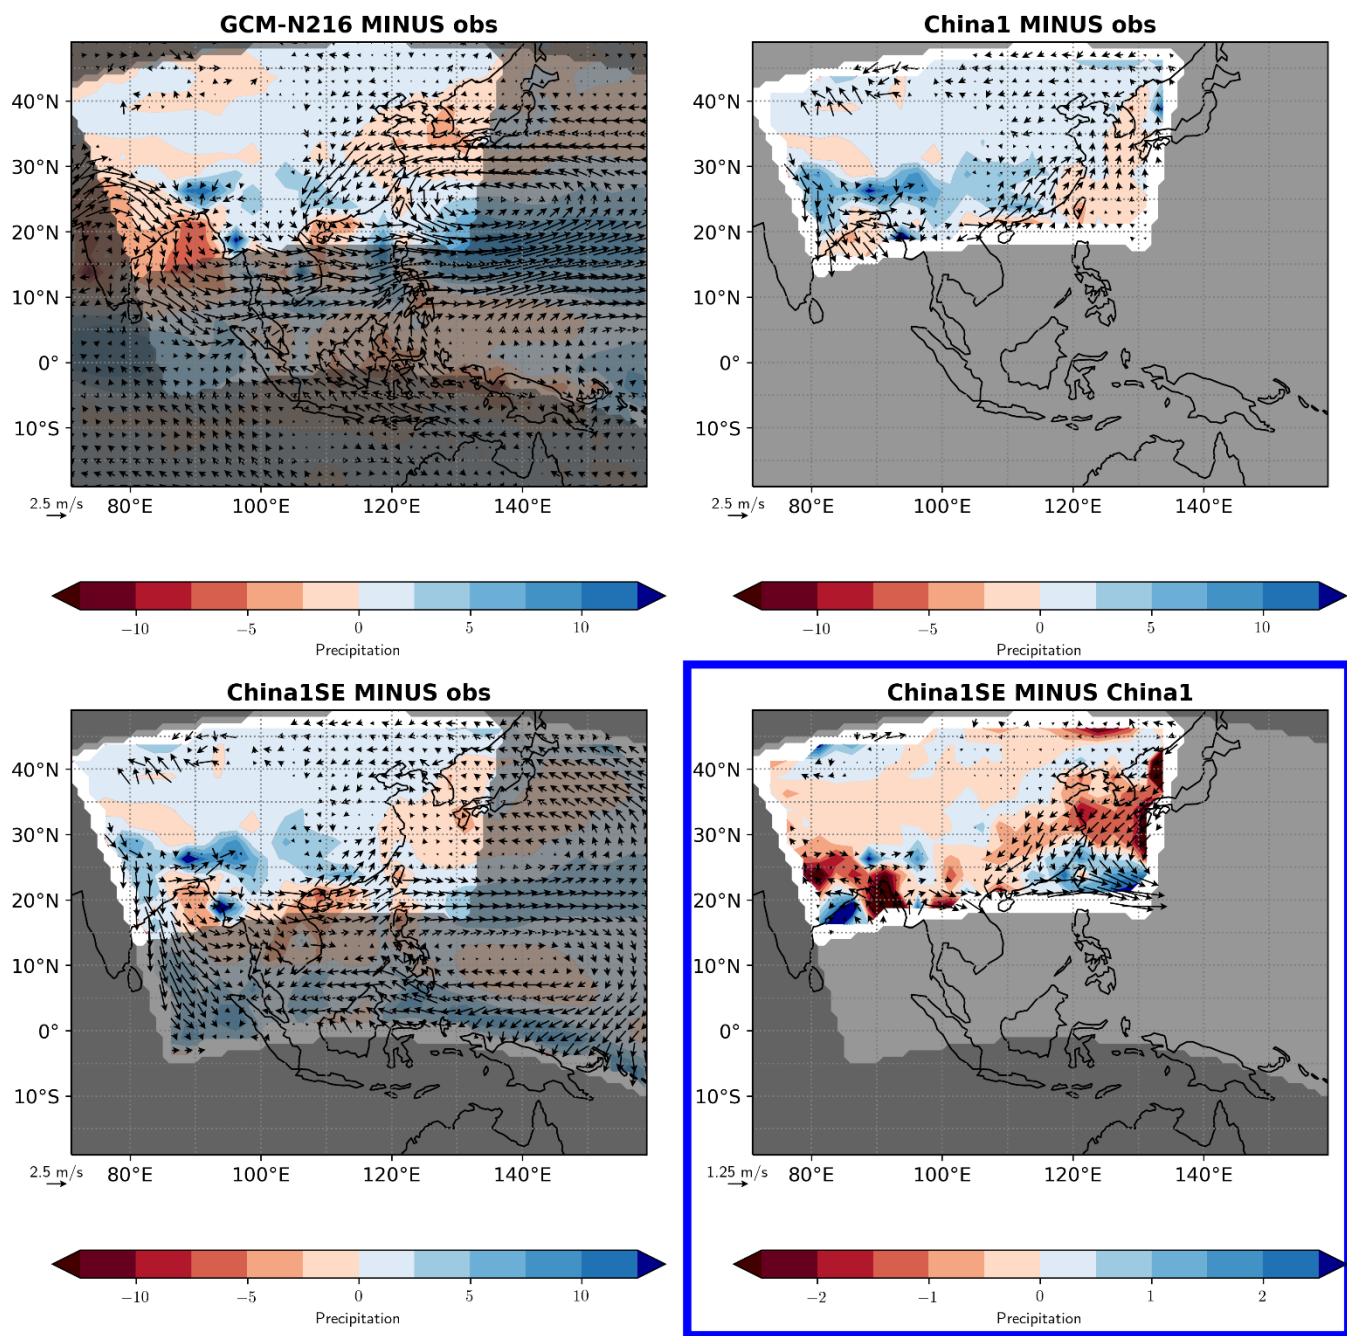 GCM-N216 MINUS obs
40°N
30°N
20°N
10°N
0°
10°S
2.5 m/s
80°E 100°E 120°E 140°E
−10 −5 0 5 10
Precipitation
China1 MINUS obs
40°N
30°N
20°N
10°N
0°
10°S
2.5 m/s
80°E 100°E 120°E 140°E
−10 −5 0 5 10
Precipitation
China1SE MINUS obs
40°N
30°N
20°N
10°N
0°
10°S
2.5 m/s
80°E 100°E 120°E 140°E
−10 −5 0 5 10
Precipitation
China1SE MINUS China1
40°N
30°N
20°N
10°N
0°
10°S
1.25 m/s
80°E 100°E 120°E 140°E
−2 −1 0 1 2
Precipitation